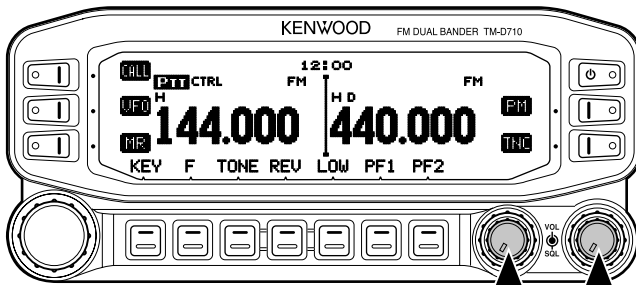 KENWOOD FM DUAL BANDER TM-D710
12:00
CALL PTT CTRL FM FM
VFO H 144.000 H D 440.000 PM
MR TNC
KEY F TONE REV LOW PF1 PF2
VOL
SQL